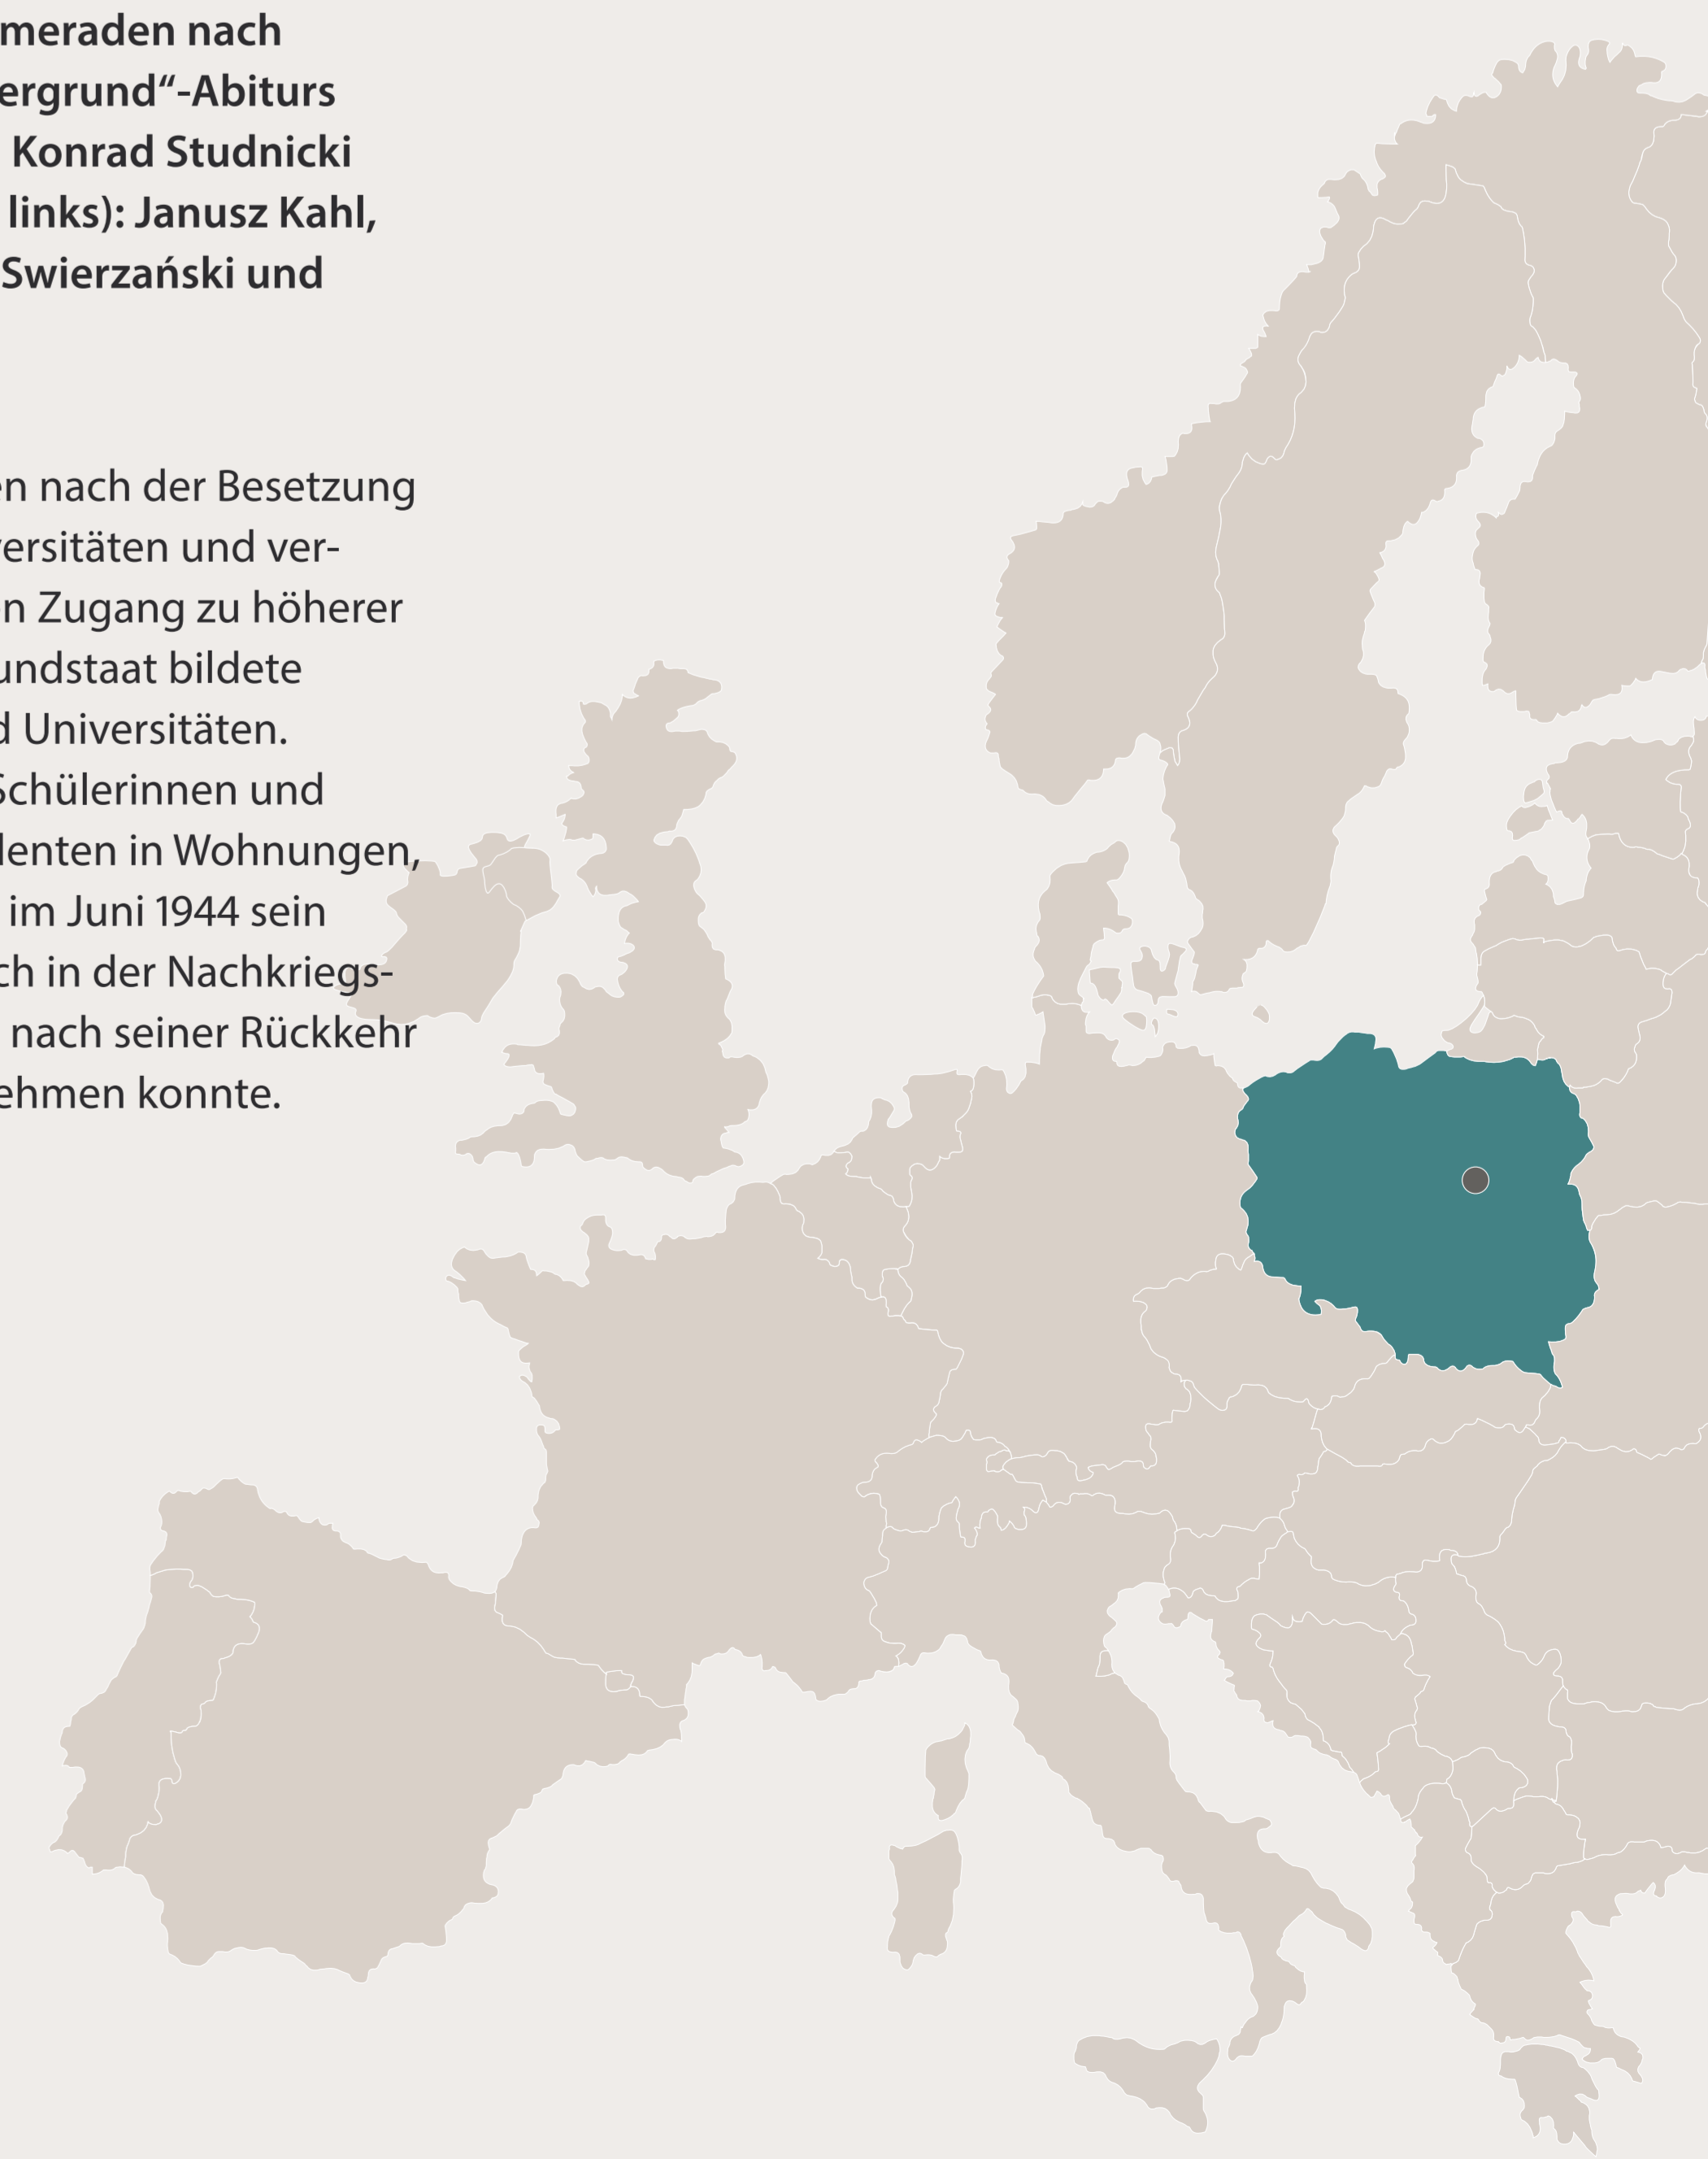 meraden nach
ergrund“-Abiturs
Konrad Studnicki
links): Janusz Kahl,
Swierzański und
en nach der Besetzung
versitäten und ver-
n Zugang zu höherer
undstaat bildete
d Universitäten.
Schülerinnen und
denten in Wohnungen,
im Juni 1944 sein
ch in der Nachkriegs-
nach seiner Rückkehr
ehmen konnte.